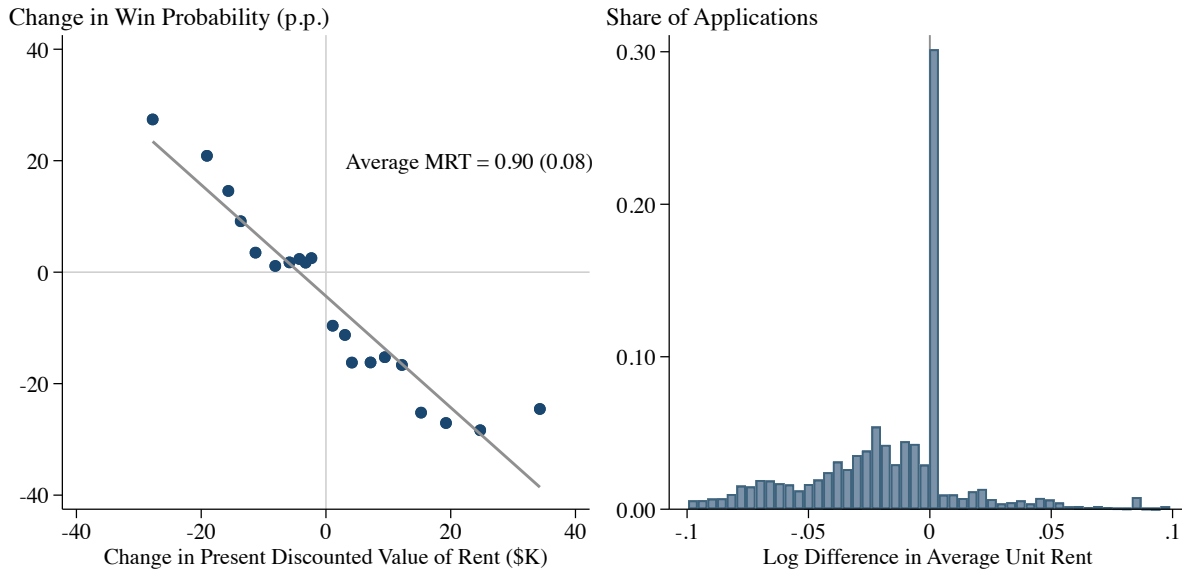 Change in Win Probability (p.p.)
40
20
0
-20
-40
Average MRT = 0.90 (0.08)
-40 -20 0 20 40
Change in Present Discounted Value of Rent ($K)
Share of Applications
0.30
0.20
0.10
0.00
-.1 -0.05 0 0.05 .1
Log Difference in Average Unit Rent